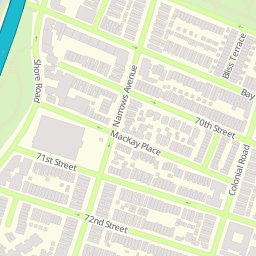 Bliss Terrace
Shore Road
Narrows Avenue
Bay
70th Street
MacKay Place
71st Street
Colonial Road
72nd Street